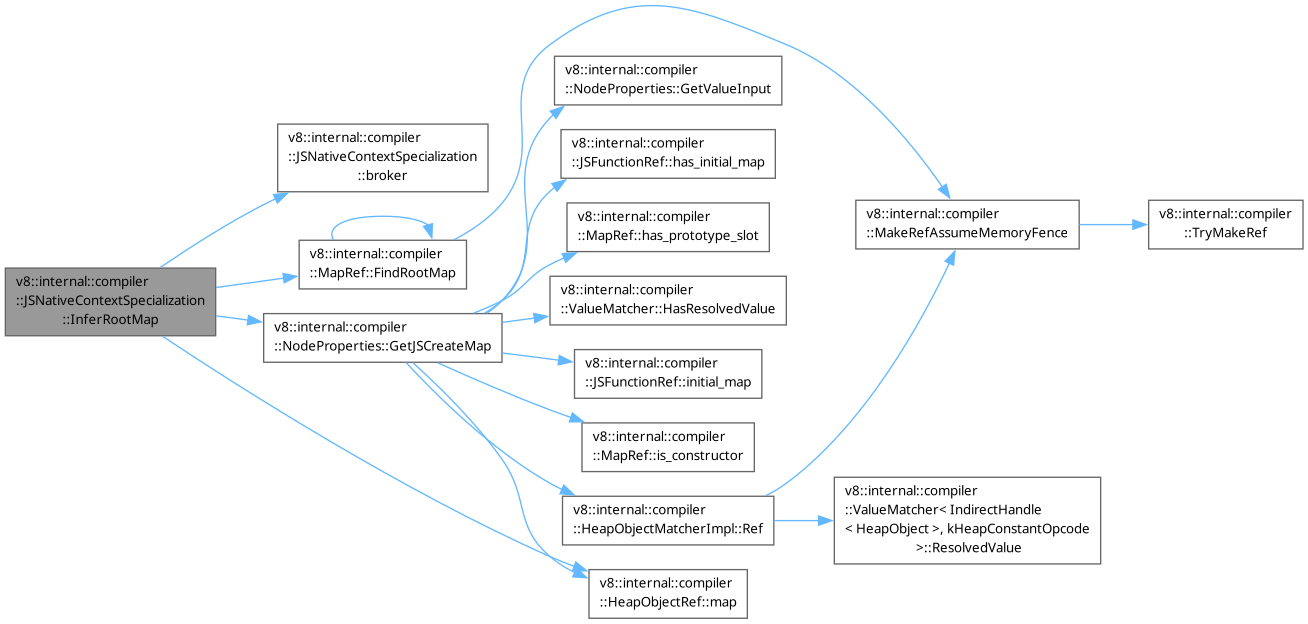 v8::internal::compiler
::JSNativeContextSpecialization
::InferRootMap
v8::internal::compiler
::JSNativeContextSpecialization
::broker
v8::internal::compiler
::MapRef::FindRootMap
v8::internal::compiler
::NodeProperties::GetJSCreateMap
v8::internal::compiler
::NodeProperties::GetValueInput
v8::internal::compiler
::JSFunctionRef::has_initial_map
v8::internal::compiler
::MapRef::has_prototype_slot
v8::internal::compiler
::ValueMatcher::HasResolvedValue
v8::internal::compiler
::JSFunctionRef::initial_map
v8::internal::compiler
::MapRef::is_constructor
v8::internal::compiler
::HeapObjectMatcherImpl::Ref
v8::internal::compiler
::HeapObjectRef::map
v8::internal::compiler
::MakeRefAssumeMemoryFence
v8::internal::compiler
::TryMakeRef
v8::internal::compiler
::ValueMatcher< IndirectHandle
< HeapObject >, kHeapConstantOpcode
>::ResolvedValue